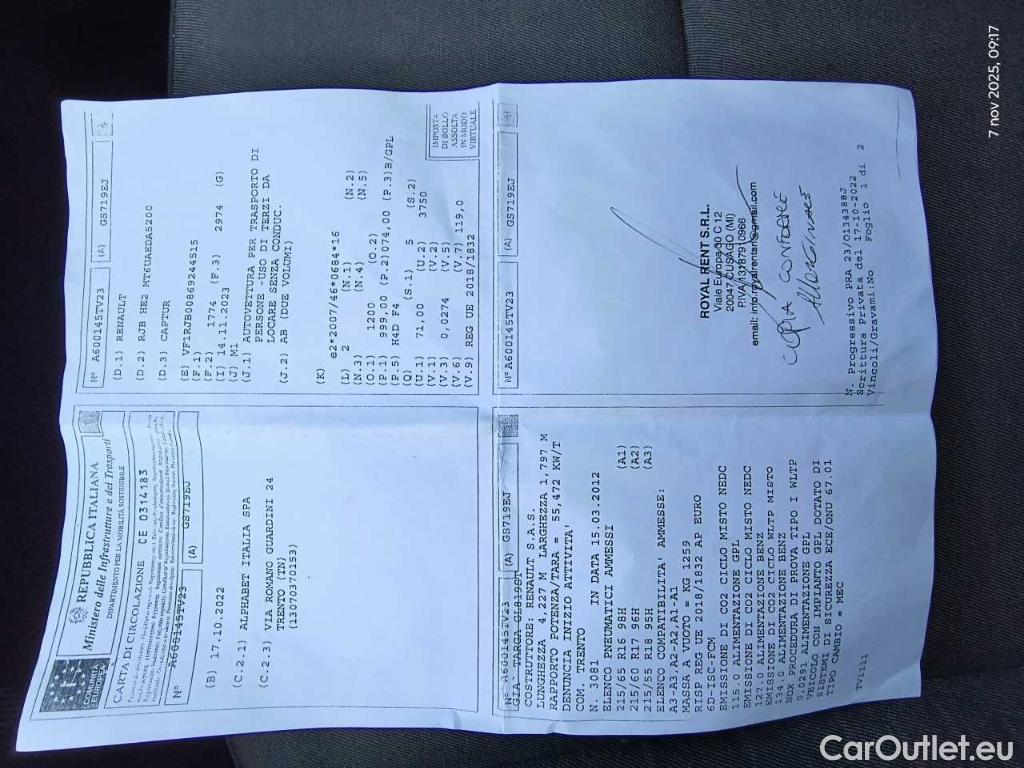 REPUBBLICA ITALIANA
Ministero delle Infrastrutture e dei Trasporti
DIPARTIMENTO PER LA MOBILITÀ SOSTENIBILE
COMUNITÀ EUROPEA
CARTA DI CIRCOLAZIONE CE 0314183
N° A600145TV23 (A) GS719EJ
(B) 17.10.2022
(C.2.1) ALPHABET ITALIA SPA
(C.2.3) VIA ROMANO GUARDINI 24
TRENTO (TN)
(13070370153)
N° A600145TV23 (A) GS719EJ
(D.1) RENAULT
(D.2) RJB HE2 MT6UAEDA5200
(D.3) CAPTUR
(E) VF1RJB00869244515
(F.1)
(F.2) 1774 (F.3) 2974 (G)
(I) 14.11.2023
(J) M1
(J.1) AUTOVETTURA PER TRASPORTO DI
PERSONE -USO DI TERZI DA
LOCARE SENZA CONDUC.
(J.2) AB (DUE VOLUMI)
(K) e2*2007/46*0684*16
(L) 2 (N.1) (N.2)
(N.3) (N.4) (N.5)
(O.1) 1200 (O.2)
(P.1) 999,00 (P.2)074,00 (P.3)B/GPL
(P.5) H4D F4
(Q) (S.1) 5 (S.2)
(U.1) 71,00 (U.2) 3750
(V.1) (V.2)
(V.3) 0,0274 (V.5)
(V.6) (V.7) 119,0
(V.9) REG UE 2018/1832
IMPOSTA
DI BOLLO
ASSOLTA
IN MODO
VIRTUALE
N° A600145TV23 (A) GS719EJ
GIA' TARGA GL819ST
COSTRUTTORE: RENAULT S.A.S.
LUNGHEZZA 4,227 M LARGHEZZA 1,797 M
RAPPORTO POTENZA/TARA = 55,472 KW/T
DENUNCIA INIZIO ATTIVITA'
COM. TRENTO
N. 3081 IN DATA 15.03.2012
ELENCO PNEUMATICI AMMESSI
215/65 R16 98H (A1)
215/60 R17 96H (A2)
215/55 R18 95H (A3)
ELENCO COMPATIBILITA' AMMESSE:
A3-A3,A2-A2,A1-A1
MASSA VUOTO = KG 1259
RISP REG UE 2018/1832 AP EURO
6D-ISC-FCM
EMISSIONE DI CO2 CICLO MISTO NEDC
115.0 ALIMENTAZIONE GPL
EMISSIONE DI CO2 CICLO MISTO NEDC
127.0 ALIMENTAZIONE BENZ
EMISSIONE CO2 CICLO WLTP MISTO
134.0 ALIMENTAZIONE BENZ
NOX PROCEDURA DI PROVA TIPO I WLTP
0.0291 ALIMENTAZIONE GPL
VEICOLO CON IMPIANTO GPL DOTATO DI
SISTEMI DI SICUREZZA ECE/ONU 67.01
TIPO CAMBIO = MEC
TV1111
N° A600145TV23 (A) GS719EJ
ROYAL RENT S.R.L.
Viale Europa 30 C 12
20047 CUSAGO (MI)
P.IVA 13787910966
email: info.royalrentsrl@gmail.com
COPIA CONFORME
N. Progressivo PRA 23/0134388J
Scrittura Privata del 17-10-2022
Vincoli/Gravami:No Foglio 1 di 2
7 nov 2025, 09:17
CarOutlet.eu